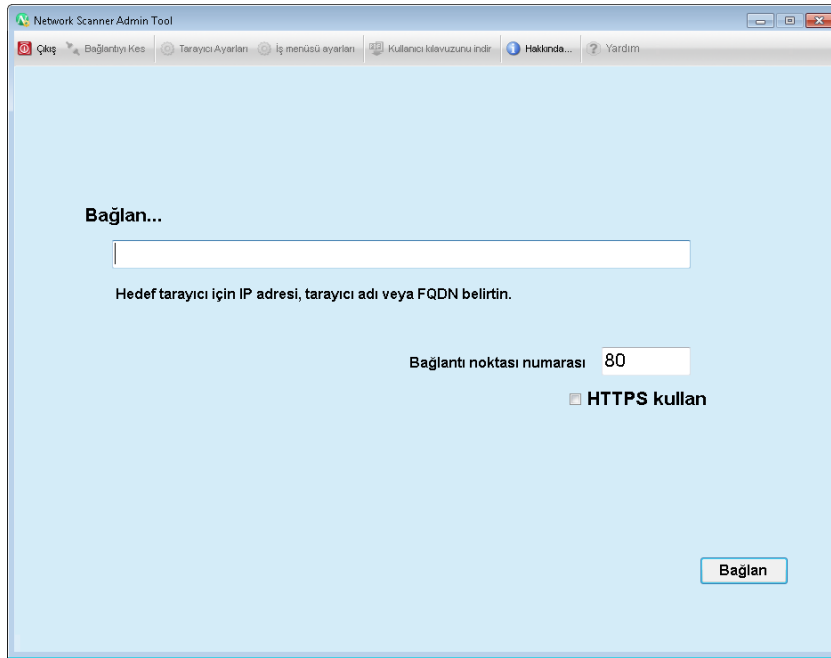 Network Scanner Admin Tool
Çıkış Bağlantıyı Kes Tarayıcı Ayarları İş menüsü ayarları Kullanıcı kılavuzunu indir Hakkında... Yardım
Bağlan...
Hedef tarayıcı için IP adresi, tarayıcı adı veya FQDN belirtin.
Bağlantı noktası numarası 80
HTTPS kullan
Bağlan